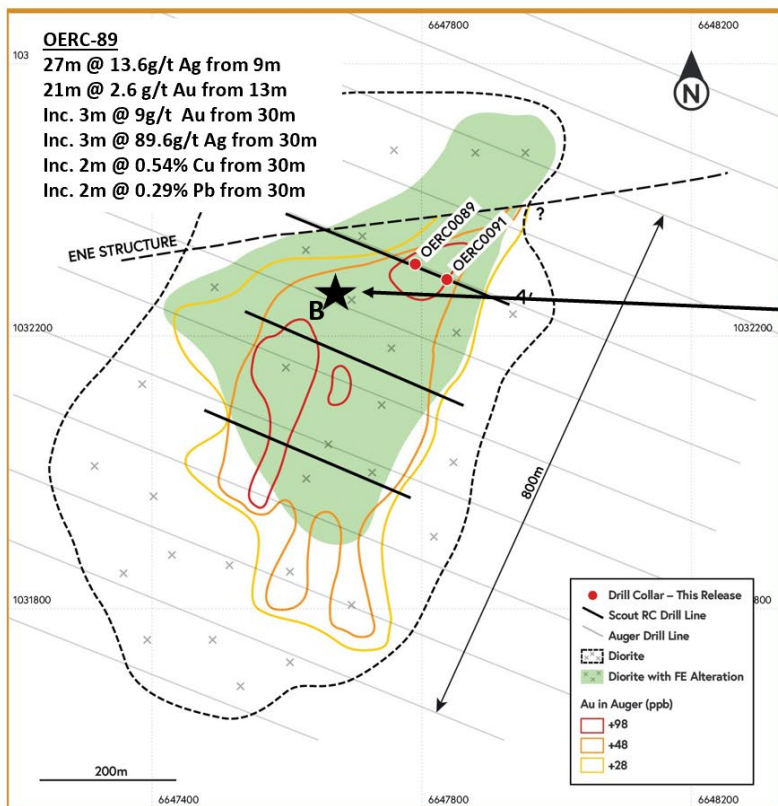 OERC-89
27m @ 13.6g/t Ag from 9m
21m @ 2.6 g/t Au from 13m
Inc. 3m @ 9g/t Au from 30m
Inc. 3m @ 89.6g/t Ag from 30m
Inc. 2m @ 0.54% Cu from 30m
Inc. 2m @ 0.29% Pb from 30m
6647800
6648200
103
N
OERC0089
OERC0091
?
ENE STRUCTURE
B
1032200
1032200
800m
1031800
800
Drill Collar – This Release
Scout RC Drill Line
Auger Drill Line
Diorite
Diorite with FE Alteration
Au in Auger (ppb)
+98
+48
+28
200m
6647400
6647800
6648200